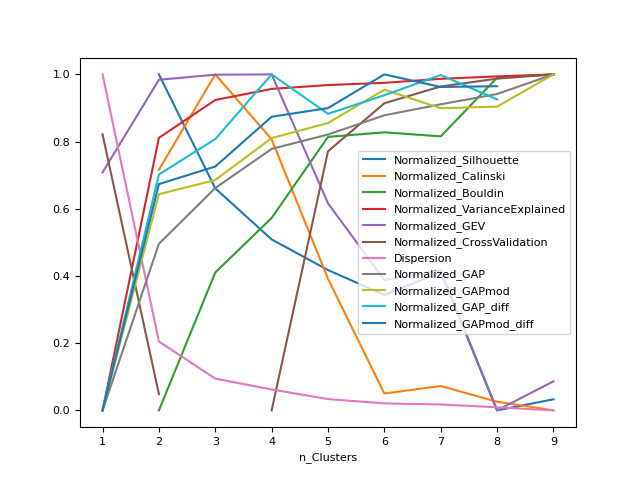 1.0
0.8
0.6
0.4
0.2
0.0
Normalized_Silhouette
Normalized_Calinski
Normalized_Bouldin
Normalized_VarianceExplained
Normalized_GEV
Normalized_CrossValidation
Dispersion
Normalized_GAP
Normalized_GAPmod
Normalized_GAP_diff
Normalized_GAPmod_diff
1 2 3 4 5 6 7 8 9
n_Clusters